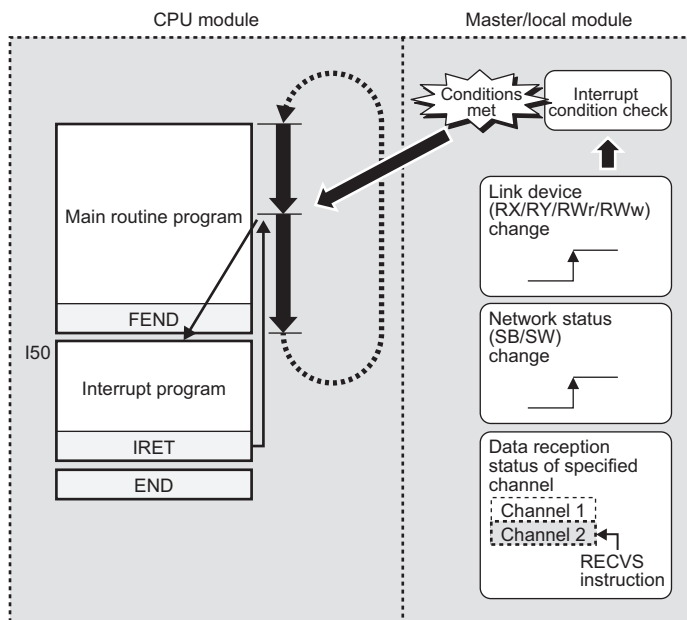 CPU module
Master/local module
Conditions
met
Interrupt
condition check
Main routine program
FEND
I50
Interrupt program
IRET
END
Link device
(RX/RY/RWr/RWw)
change
Network status
(SB/SW)
change
Data reception
status of specified
channel
Channel 1
Channel 2
RECVS
instruction